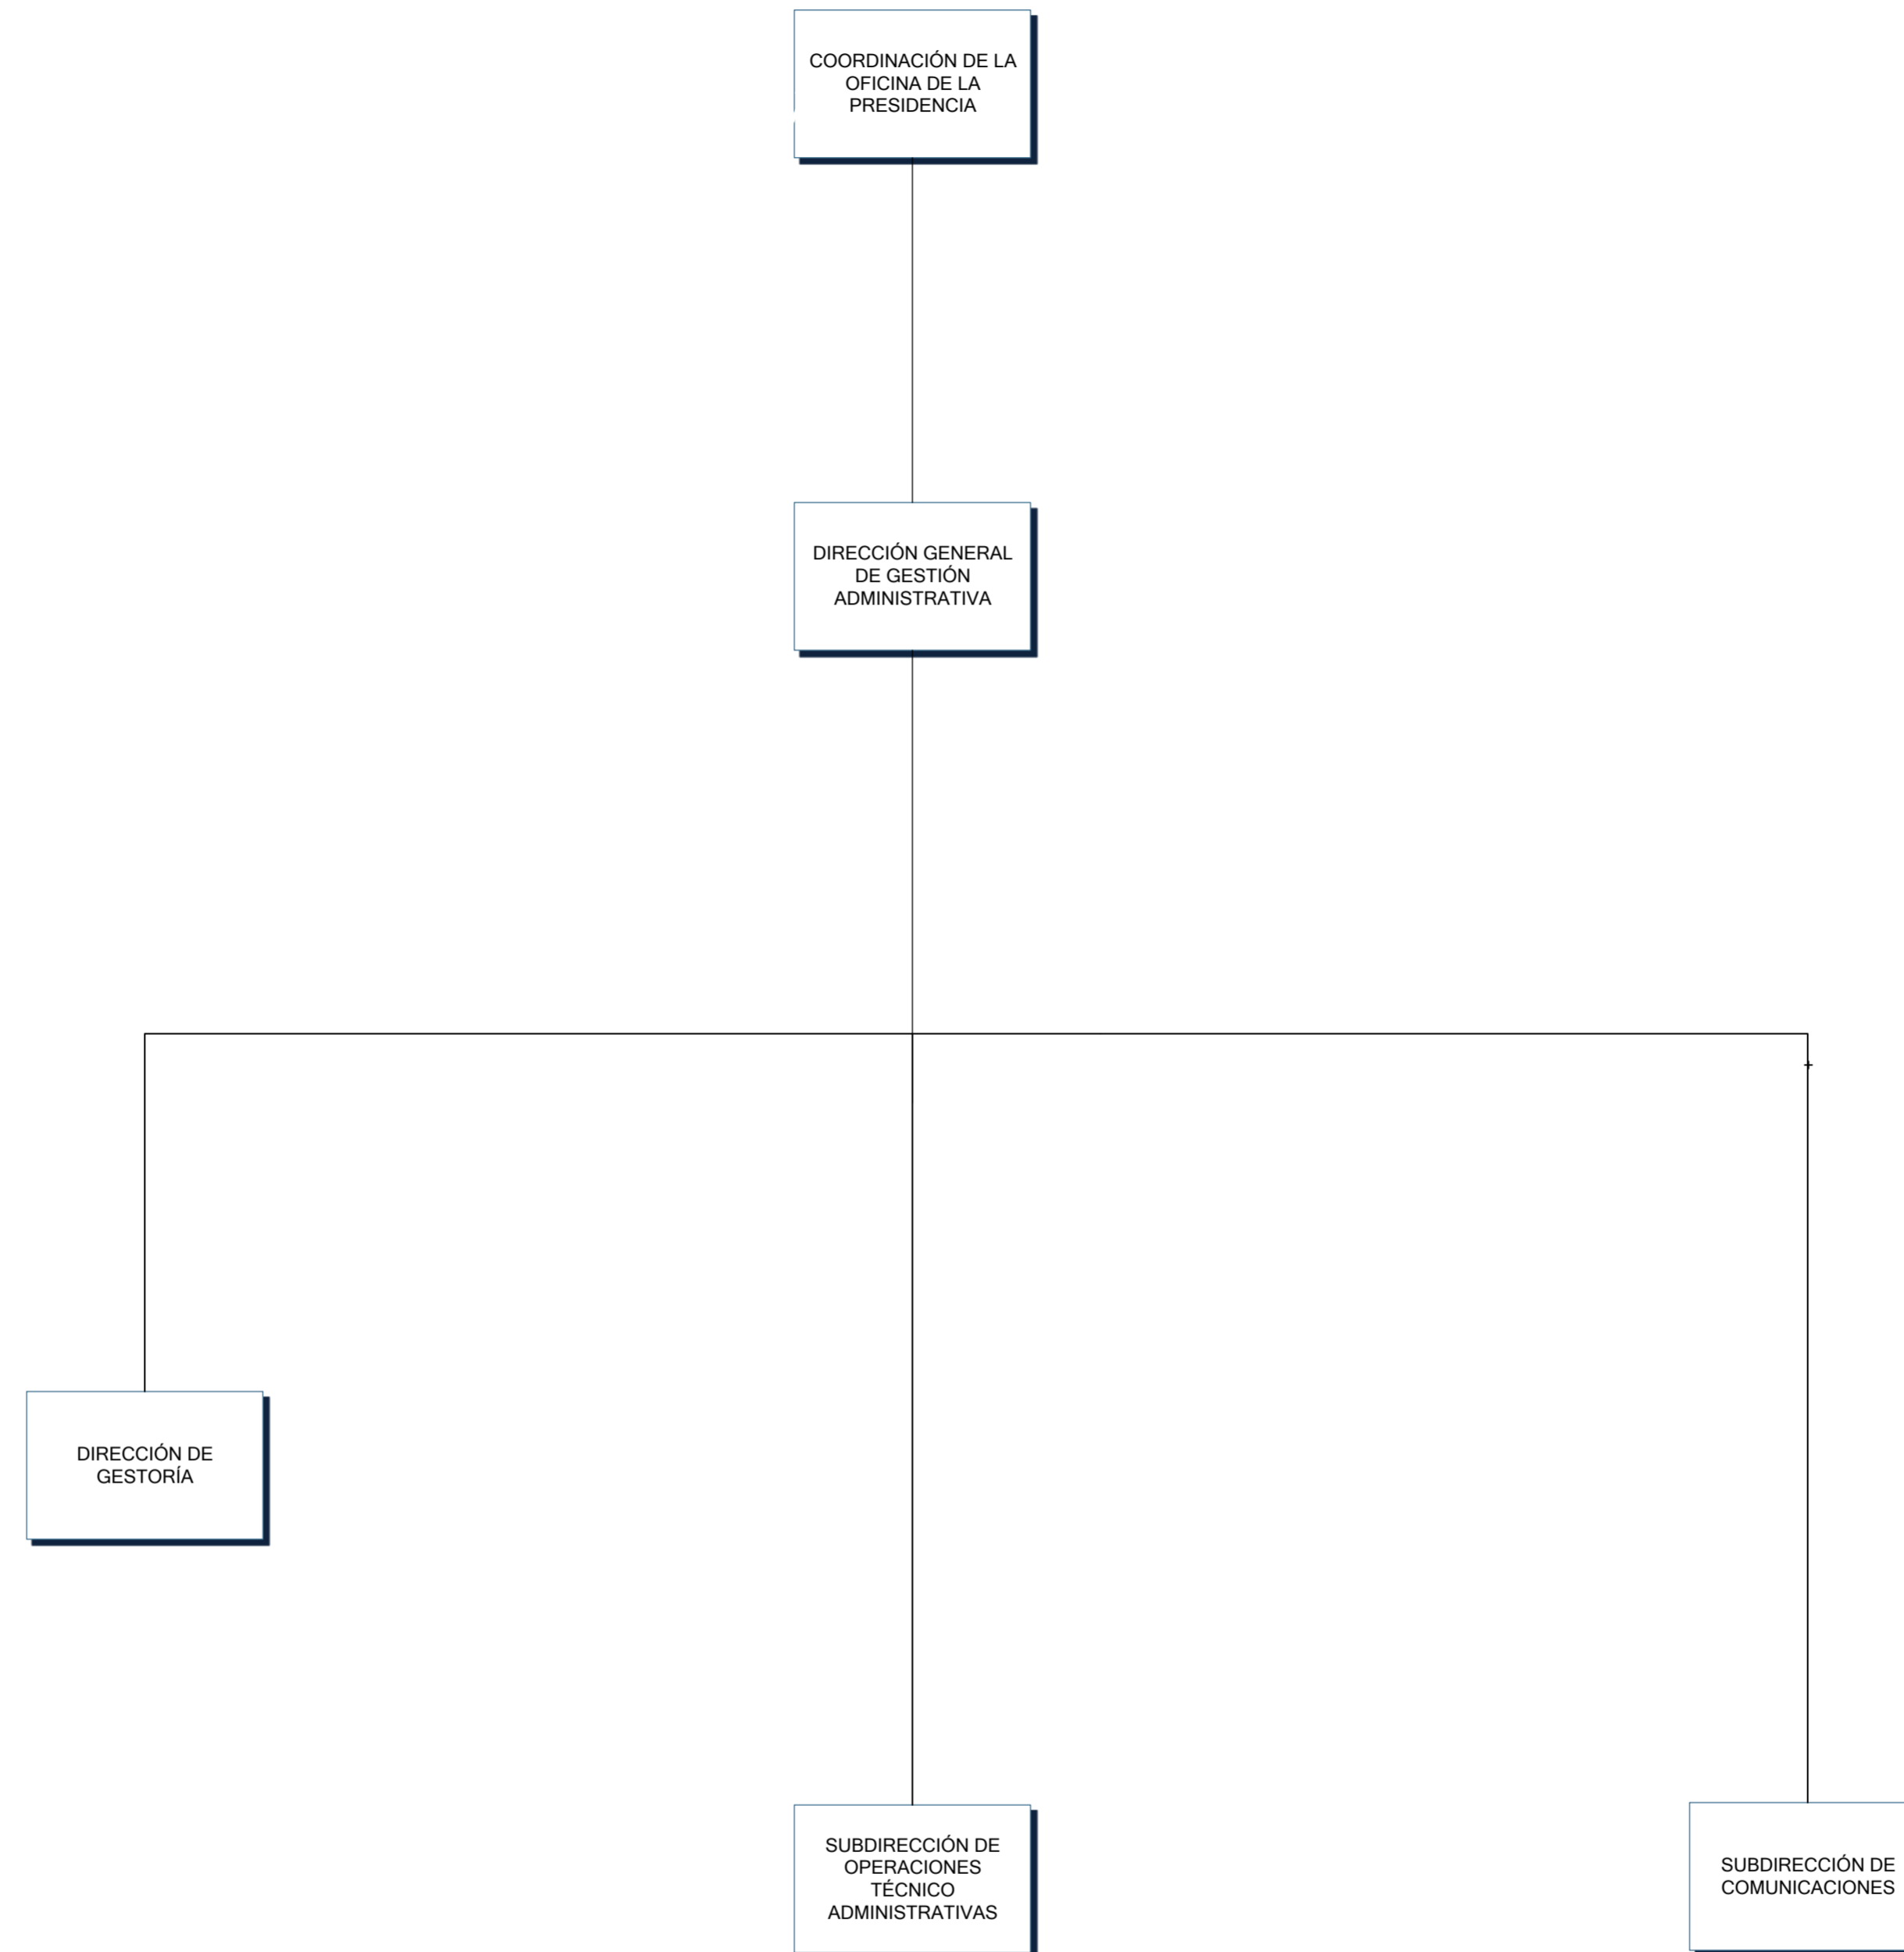 COORDINACIÓN DE LA
OFICINA DE LA
PRESIDENCIA
DIRECCIÓN GENERAL
DE GESTIÓN
ADMINISTRATIVA
DIRECCIÓN DE
GESTORÍA
SUBDIRECCIÓN DE
OPERACIONES
TÉCNICO
ADMINISTRATIVAS
SUBDIRECCIÓN DE
COMUNICACIONES